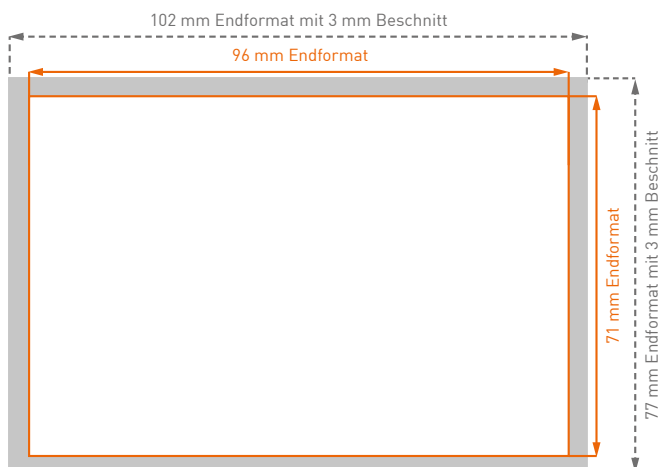 102 mm Endformat mit 3 mm Beschnitt
96 mm Endformat
71 mm Endformat
77 mm Endformat mit 3 mm Beschnitt